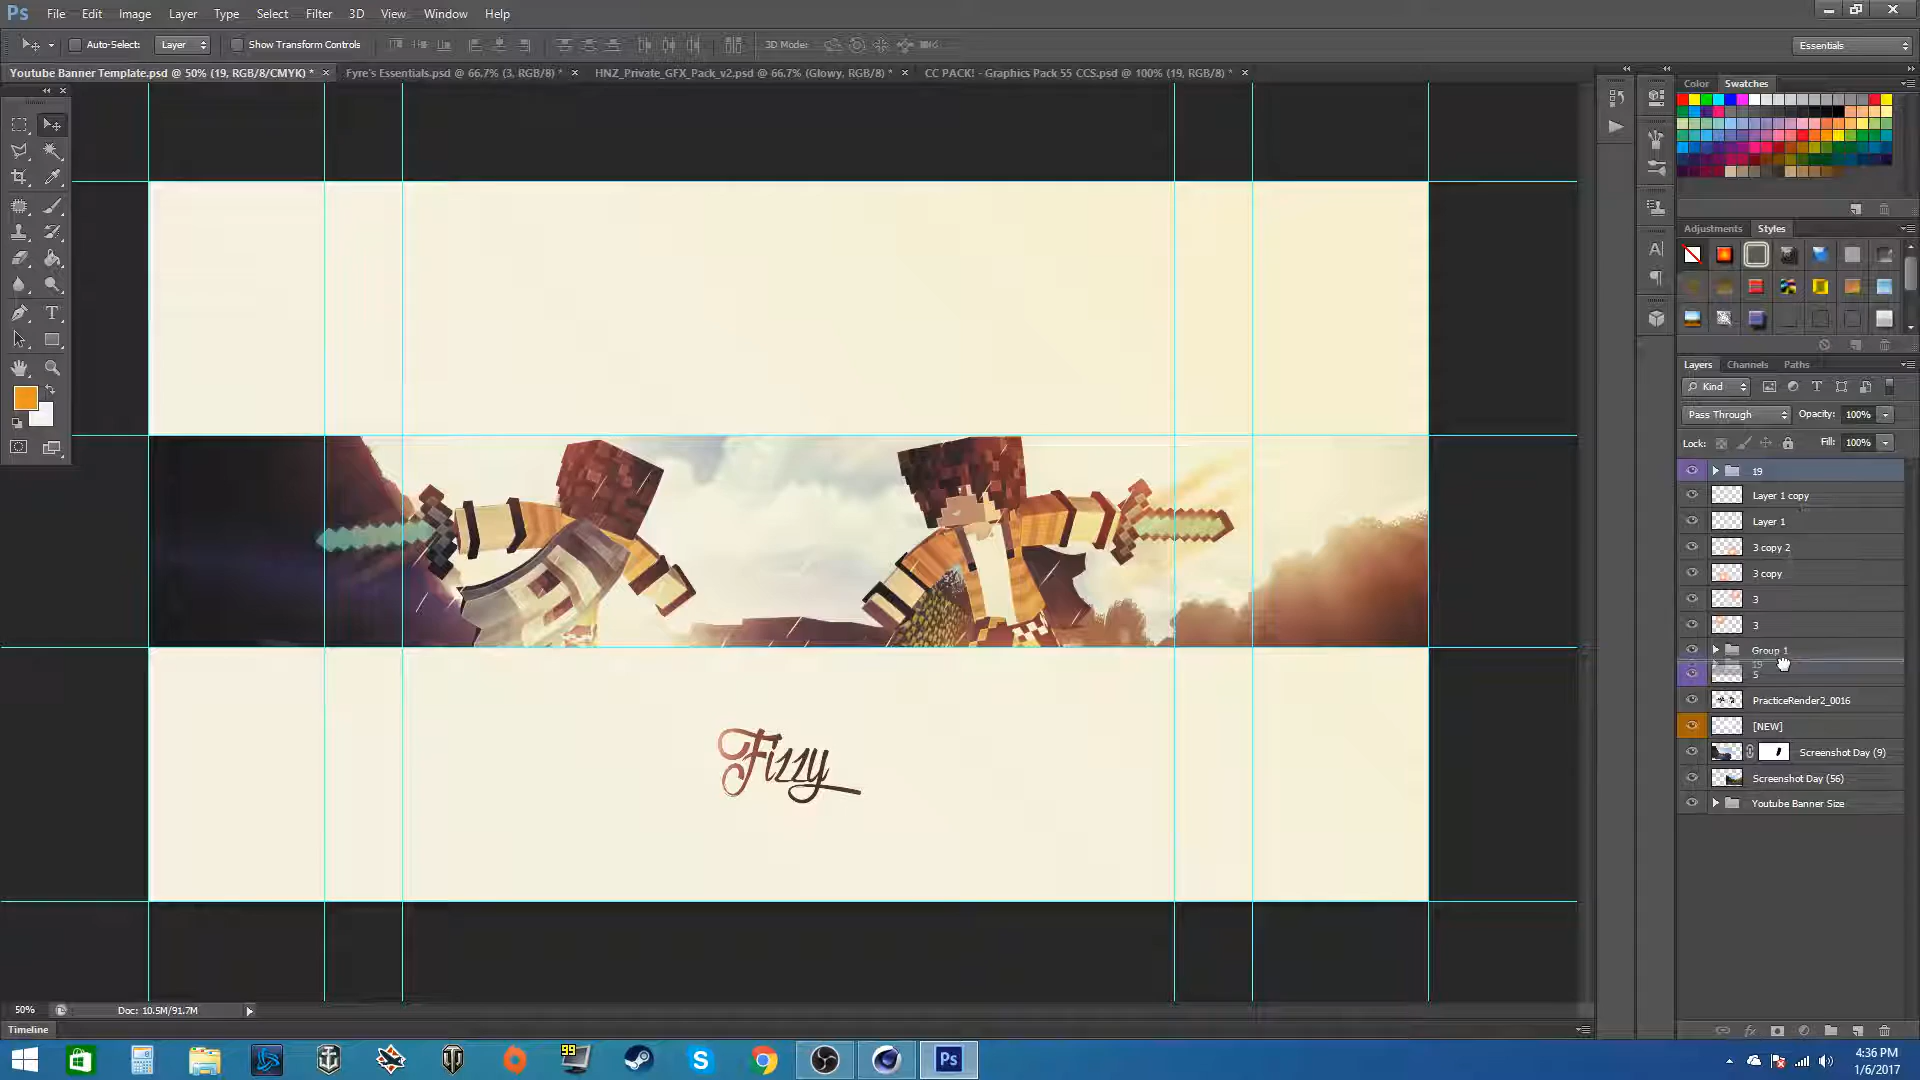 Ps File Edit Image Layer Type Select Filter 3D View Window Help
Auto-Select: Layer Show Transform Controls 3D Mode: Essentials
Youtube Banner Template.psd @ 50% (19, RGB/8/CMYK) * × Fyre's Essentials.psd @ 66.7% (3, RGB/8) * × HNZ_Private_GFX_Pack_v2.psd @ 66.7% (Glowy, RGB/8) * × CC PACK! - Graphics Pack 55 CCS.psd @ 100% (19, RGB/8) * ×
Color Swatches
Adjustments Styles
Layers Channels Paths
Kind
Pass Through Opacity: 100%
Lock: Fill: 100%
19
Layer 1 copy
Layer 1
3 copy 2
3 copy
3
3
Group 1
19
5
PracticeRender2_0016
[NEW]
Screenshot Day (9)
Screenshot Day (56)
Youtube Banner Size
Fizzy
50% Doc: 10.5M/91.7M
Timeline
99
Ps
4:36 PM
1/6/2017